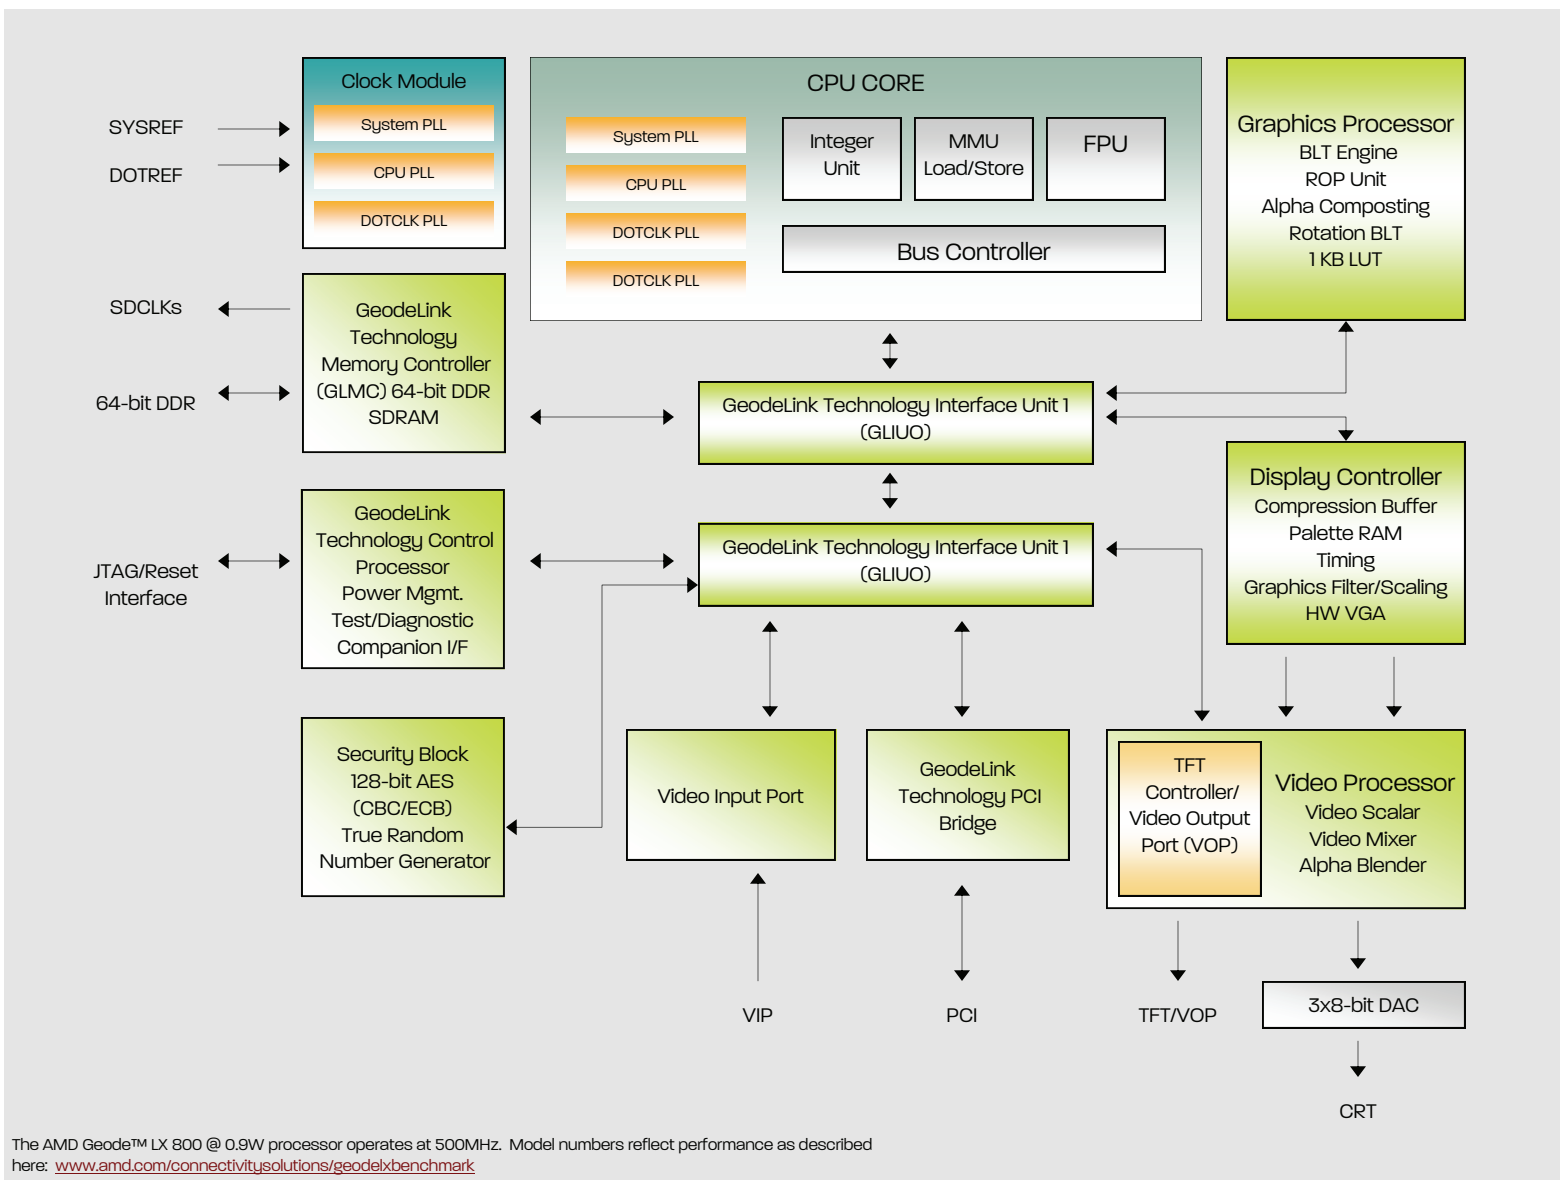 Clock Module
System PLL
CPU PLL
DOTCLK PLL
SYSREF
DOTREF
CPU CORE
System PLL
CPU PLL
DOTCLK PLL
DOTCLK PLL
Integer
Unit
MMU
Load/Store
FPU
Bus Controller
Graphics Processor
BLT Engine
ROP Unit
Alpha Composting
Rotation BLT
1 KB LUT
SDCLKs
64-bit DDR
GeodeLink
Technology
Memory Controller
(GLMC) 64-bit DDR
SDRAM
GeodeLink Technology Interface Unit 1
(GLIUO)
Display Controller
Compression Buffer
Palette RAM
Timing
Graphics Filter/Scaling
HW VGA
JTAG/Reset
Interface
GeodeLink
Technology Control
Processor
Power Mgmt.
Test/Diagnostic
Companion I/F
GeodeLink Technology Interface Unit 1
(GLIUO)
Security Block
128-bit AES
(CBC/ECB)
True Random
Number Generator
Video Input Port
GeodeLink
Technology PCI
Bridge
TFT
Controller/
Video Output
Port (VOP)
Video Processor
Video Scalar
Video Mixer
Alpha Blender
VIP
PCI
TFT/VOP
3x8-bit DAC
CRT
The AMD Geode™ LX 800 @ 0.9W processor operates at 500MHz. Model numbers reflect performance as described
here: www.amd.com/connectivitysolutions/geodelxbenchmark